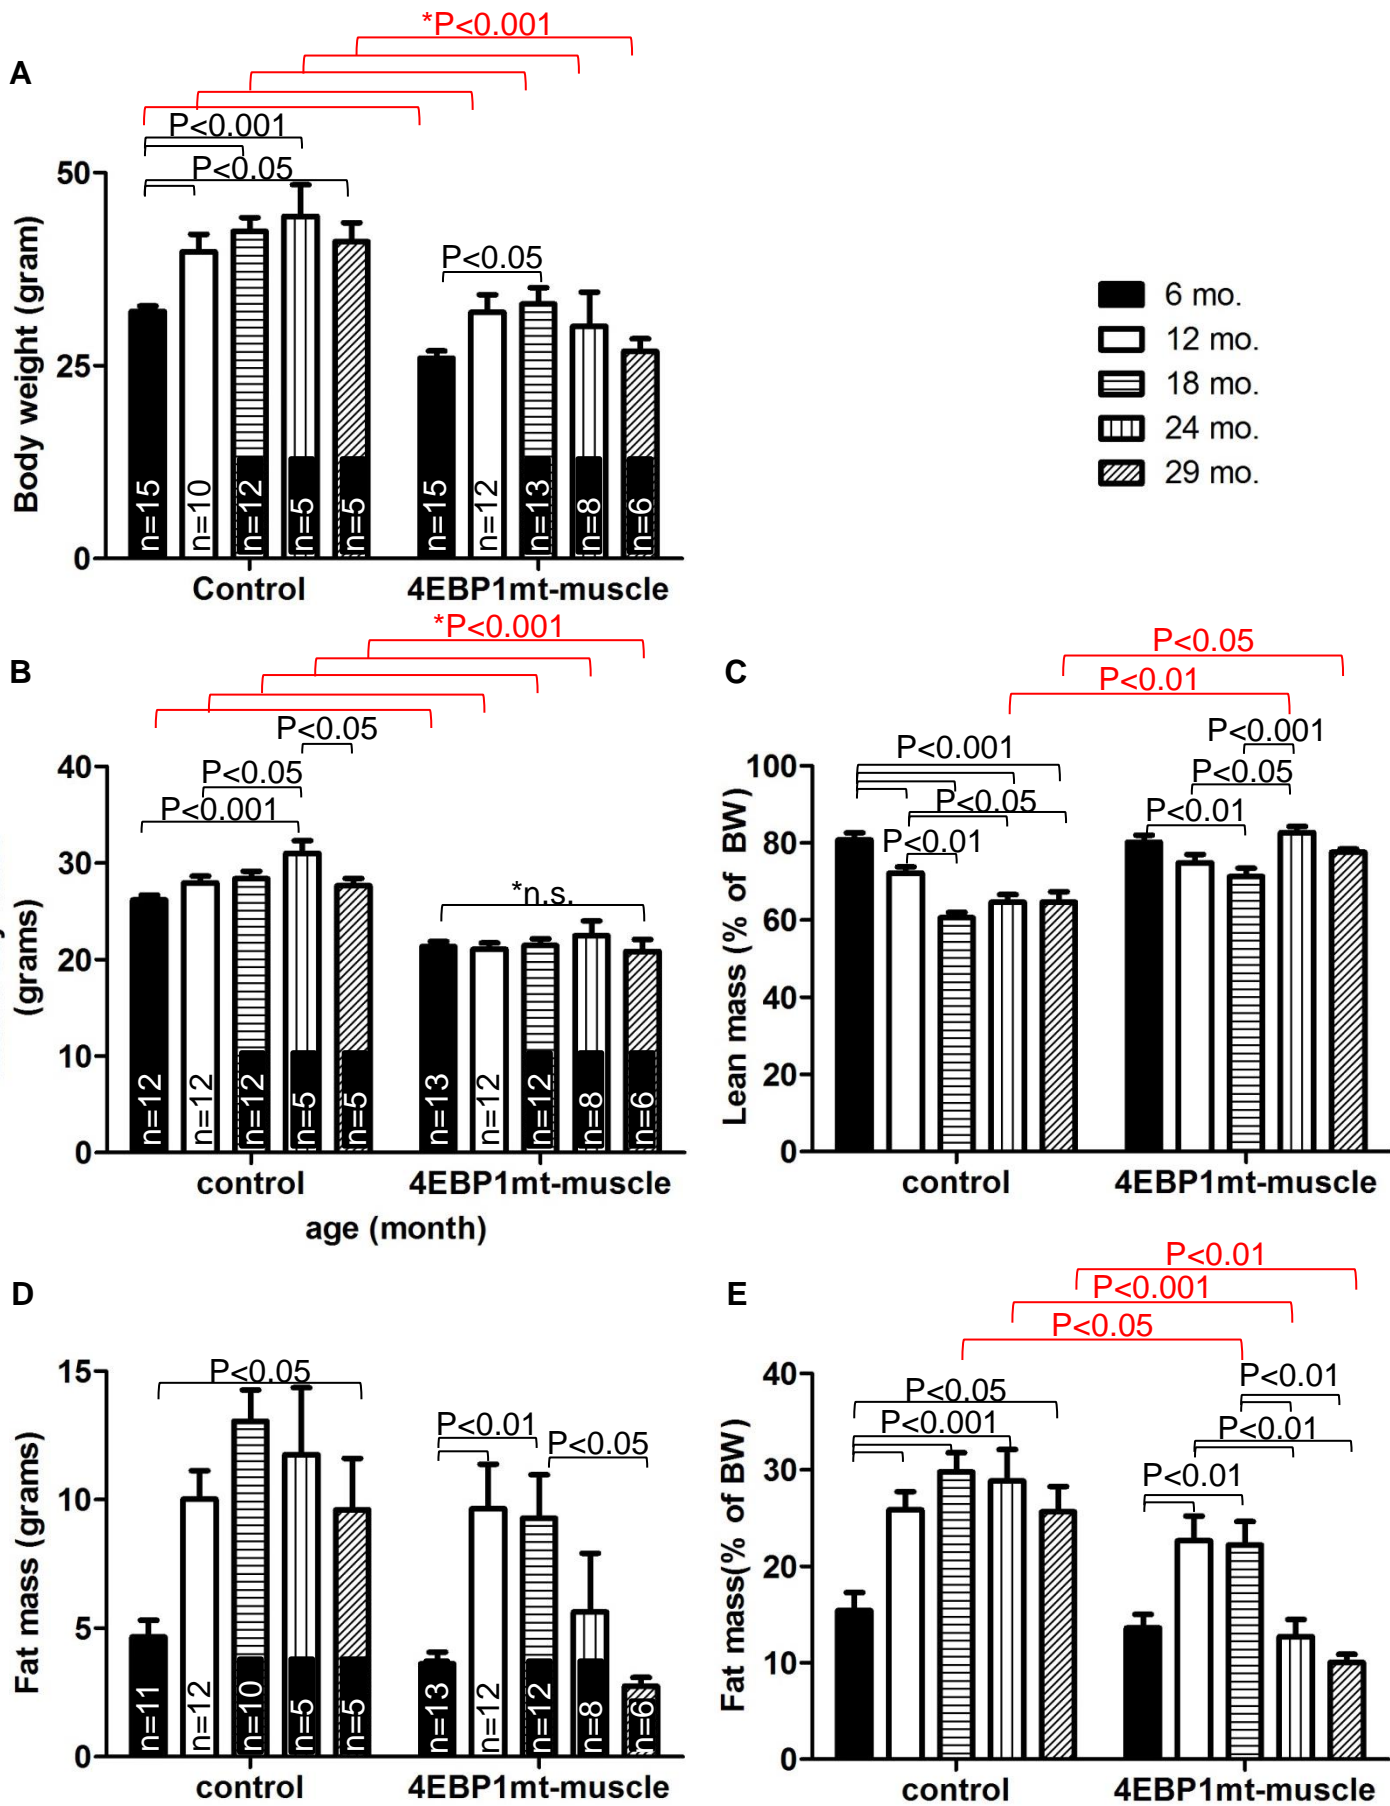 *P<0.001
A
P<0.001
P<0.05
50
25
0
Body weight (gram)
P<0.05
n=15
n=10
n=12
n=5
n=5
n=15
n=12
n=13
n=8
n=6
Control
4EBP1mt-muscle
6 mo.
12 mo.
18 mo.
24 mo.
29 mo.
*P<0.001
B
P<0.05
P<0.05
P<0.001
*n.s.
40
30
20
10
0
(grams)
n=12
n=12
n=12
n=5
n=5
n=13
n=12
n=12
n=8
n=6
control
4EBP1mt-muscle
age (month)
P<0.05
C
P<0.01
P<0.001
P<0.001
P<0.05
P<0.05
P<0.01
P<0.01
100
80
60
40
20
0
Lean mass (% of BW)
control
4EBP1mt-muscle
D
P<0.05
P<0.01
P<0.05
15
10
5
0
Fat mass (grams)
n=11
n=12
n=10
n=5
n=5
n=13
n=12
n=12
n=8
n=6
control
4EBP1mt-muscle
P<0.01
E
P<0.001
P<0.05
P<0.01
P<0.05
P<0.001
P<0.01
P<0.01
40
30
20
10
0
Fat mass(% of BW)
control
4EBP1mt-muscle